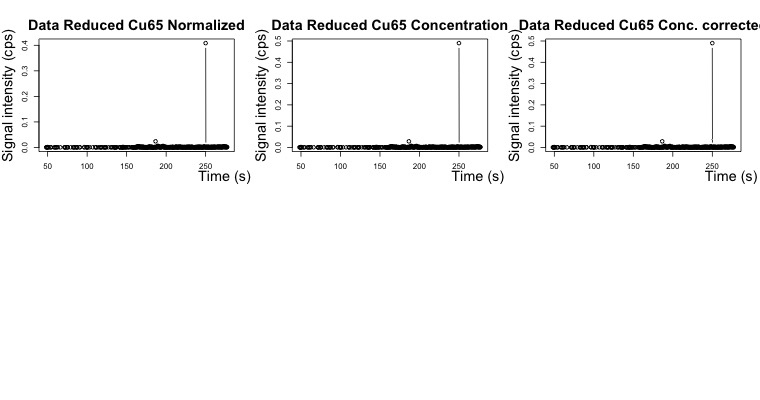 Data Reduced Cu65 Normalized
Signal intensity (cps)
0.0 0.1 0.2 0.3 0.4
50 100 150 200 250
Time (s)
Data Reduced Cu65 Concentration
Signal intensity (cps)
0.0 0.1 0.2 0.3 0.4 0.5
50 100 150 200 250
Time (s)
Data Reduced Cu65 Conc. corrected
Signal intensity (cps)
0.0 0.1 0.2 0.3 0.4 0.5
50 100 150 200 250
Time (s)